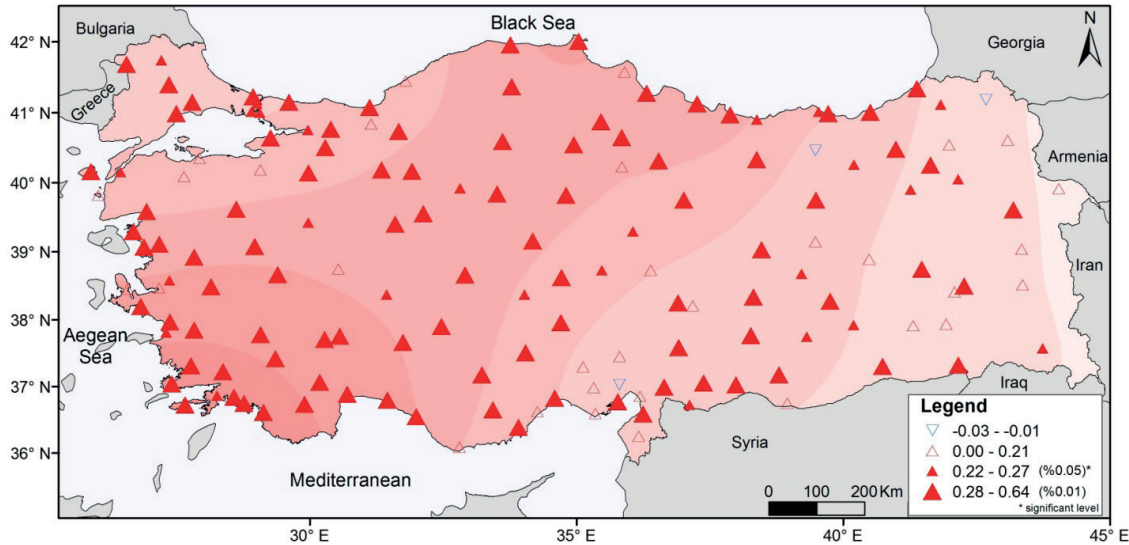 Black Sea
Bulgaria
N
42° N
Georgia
41° N
Greece
Armenia
40° N
39° N
Iran
38° N
Aegean
Sea
37° N
Iraq
Legend
-0.03 - -0.01
0.00 - 0.21
0.22 - 0.27 (%0.05)*
0.28 - 0.64 (%0.01)
* significant level
Syria
36° N
Mediterranean
0 100 200 Km
30° E 35° E 40° E 45° E